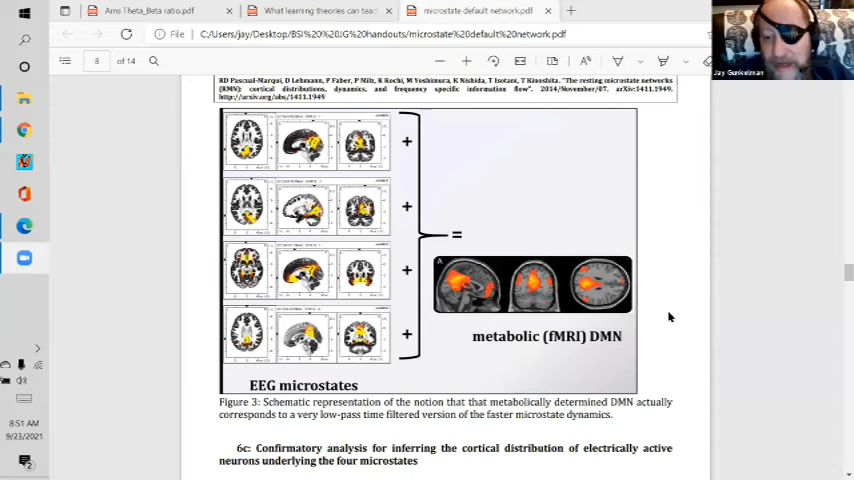 Arns Theta_Beta ratio.pdf
What learning theories can teac
microstate default network.pdf
File
C:/Users/jay/Desktop/BSI%20%20JG%20handouts/microstate%20default%20network.pdf
8 of 14
Jay Gunkelman
RD Pascual-Marqui, D Lehmann, P Faber, P Milz, K Kochi, M Yoshimura, K Nishida, T Isotani, T Kinoshita. "The resting microstate networks
(RMN): cortical distributions, dynamics, and frequency specific information flow". 2014/November/07. arXiv:1411.1949.
http://arxiv.org/abs/1411.1949
+
+
=
+
A
+
metabolic (fMRI) DMN
EEG microstates
Figure 3: Schematic representation of the notion that that metabolically determined DMN actually
corresponds to a very low-pass time filtered version of the faster microstate dynamics.
6c: Confirmatory analysis for inferring the cortical distribution of electrically active
neurons underlying the four microstates
8:51 AM
9/23/2021
2